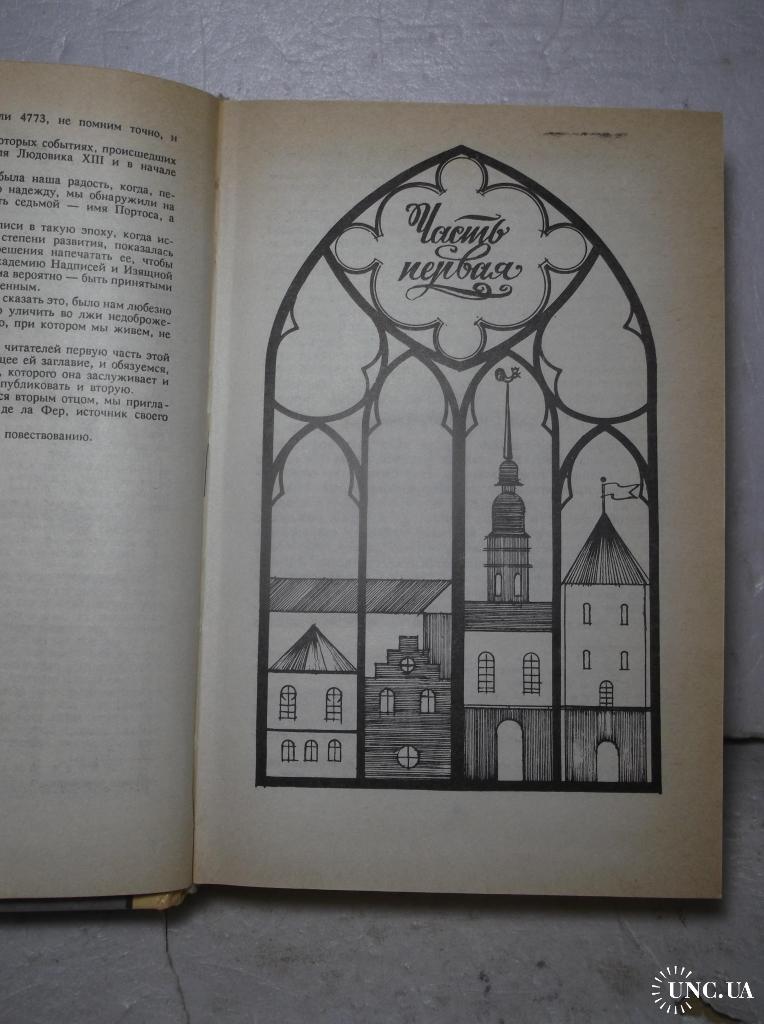 ли 4773, не помним точно, и
оторых событиях, происшедших
ия Людовика XIII и в начале
была наша радость, когда, пе-
ю надежду, мы обнаружили на
ть седьмой — имя Портоса, а
писи в такую эпоху, когда ис-
степени развития, показалась
решения напечатать ее, чтобы
кадемию Надписей и Изящной
ма вероятно — быть принятыми
енным.
сказать это, было нам любезно
о уличить во лжи недоброже-
о, при котором мы живем, не
читателей первую часть этой
щее ей заглавие, и обязуемся,
, которого она заслуживает и
публиковать и вторую.
ся вторым отцом, мы пригла-
де ла Фер, источник своего
повествованию.
Часть
первая
UNC.UA